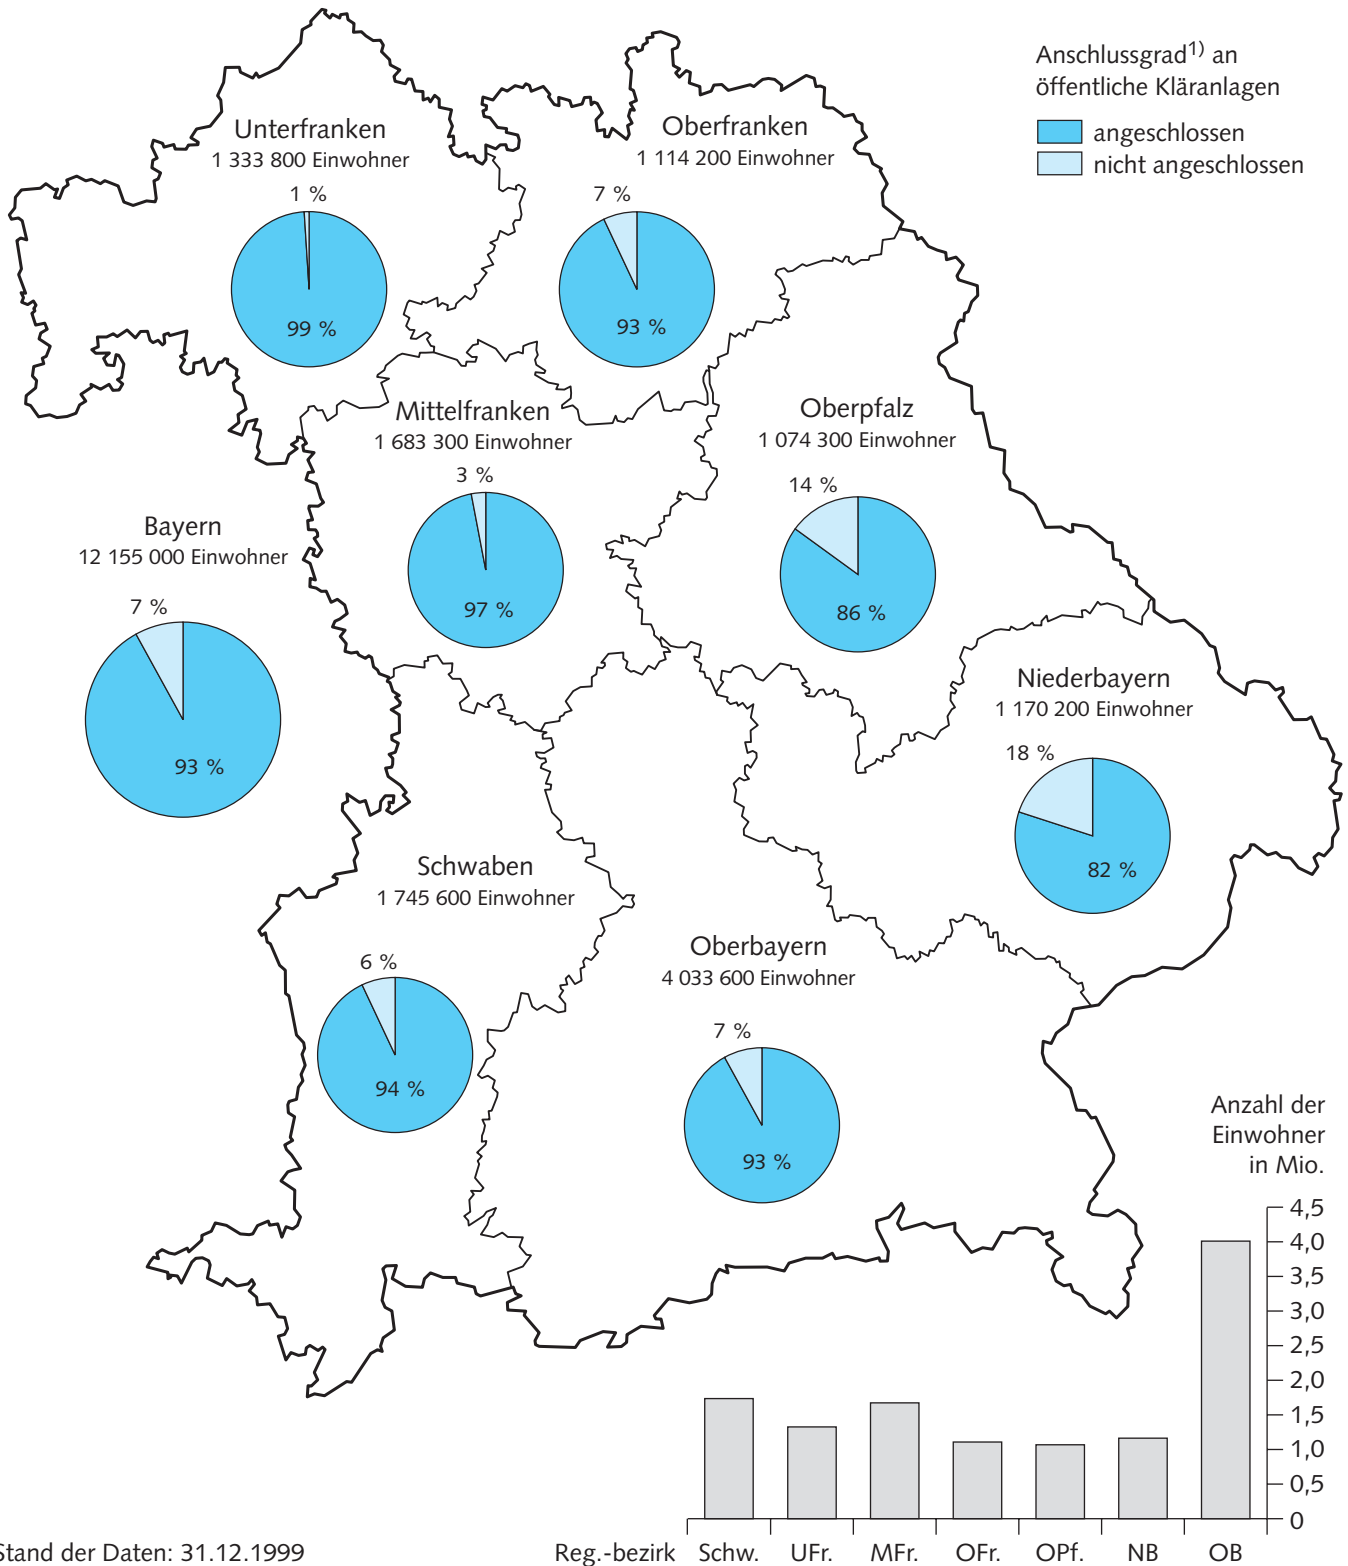 Anschlussgrad1) an
öffentliche Kläranlagen
angeschlossen
nicht angeschlossen
Unterfranken
1 333 800 Einwohner
1 %
99 %
Oberfranken
1 114 200 Einwohner
7 %
93 %
Mittelfranken
1 683 300 Einwohner
3 %
97 %
Oberpfalz
1 074 300 Einwohner
14 %
86 %
Bayern
12 155 000 Einwohner
7 %
93 %
Niederbayern
1 170 200 Einwohner
18 %
82 %
Schwaben
1 745 600 Einwohner
6 %
94 %
Oberbayern
4 033 600 Einwohner
7 %
93 %
Anzahl der
Einwohner
in Mio.
4,5
4,0
3,5
3,0
2,5
2,0
1,5
1,0
0,5
0
Stand der Daten: 31.12.1999
Reg.-bezirk Schw. UFr. MFr. OFr. OPf. NB OB